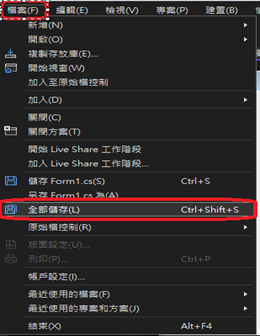 檔案(F) 編輯(E) 檢視(V) 專案(P) 建置(B)
新增(N)
開啟(O)
複製存放庫(E)...
開始視窗(W)
加入至原始檔控制
加入(D)
關閉(C)
關閉方案(T)
開始 Live Share 工作階段
加入 Live Share 工作階段...
儲存 Form1.cs(S) Ctrl+S
另存 Form1.cs 為(A)...
全部儲存(L) Ctrl+Shift+S
原始檔控制(R)
版面設定(U)...
列印(P)... Ctrl+P
帳戶設定(I)...
最近使用的檔案(F)
最近使用的專案和方案(J)
結束(X) Alt+F4